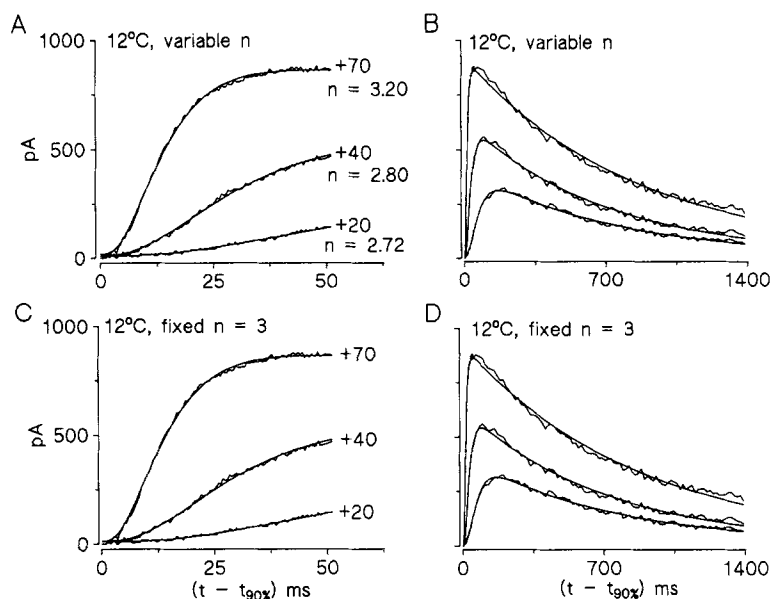 A
12°C, variable n
1000
500
0
pA
+70
n = 3.20
+40
n = 2.80
+20
n = 2.72
0
25
50
B
12°C, variable n
0
700
1400
C
12°C, fixed n = 3
1000
500
0
pA
+70
+40
+20
0
25
50
(t - t90%) ms
D
12°C, fixed n = 3
0
700
1400
(t - t90%) ms